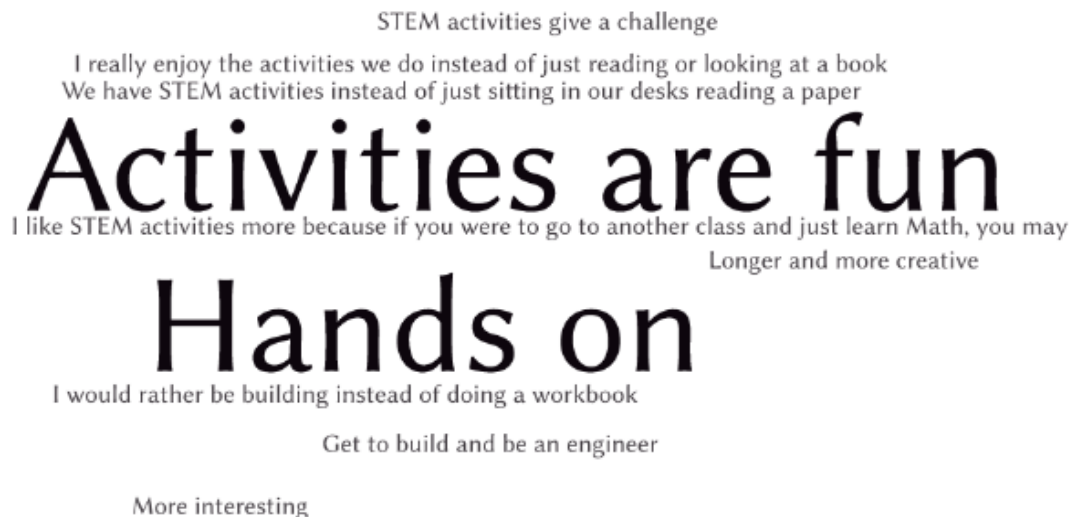 STEM activities give a challenge
I really enjoy the activities we do instead of just reading or looking at a book
We have STEM activities instead of just sitting in our desks reading a paper
Activities are fun
I like STEM activities more because if you were to go to another class and just learn Math, you may
Longer and more creative
Hands on
I would rather be building instead of doing a workbook
Get to build and be an engineer
More interesting